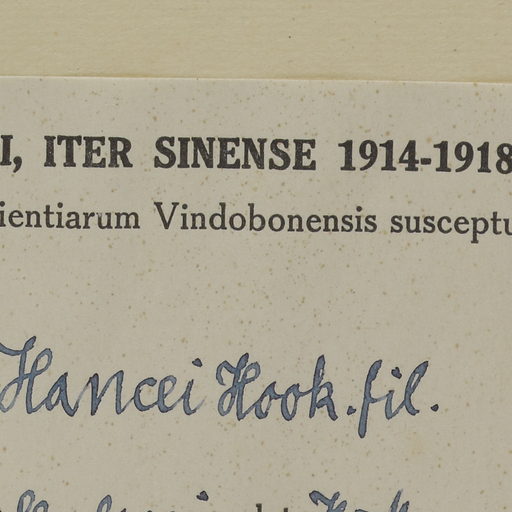 I, ITER SINENSE 1914-1918
ientiarum Vindobonensis susceptu
Hancei Hook.fil.